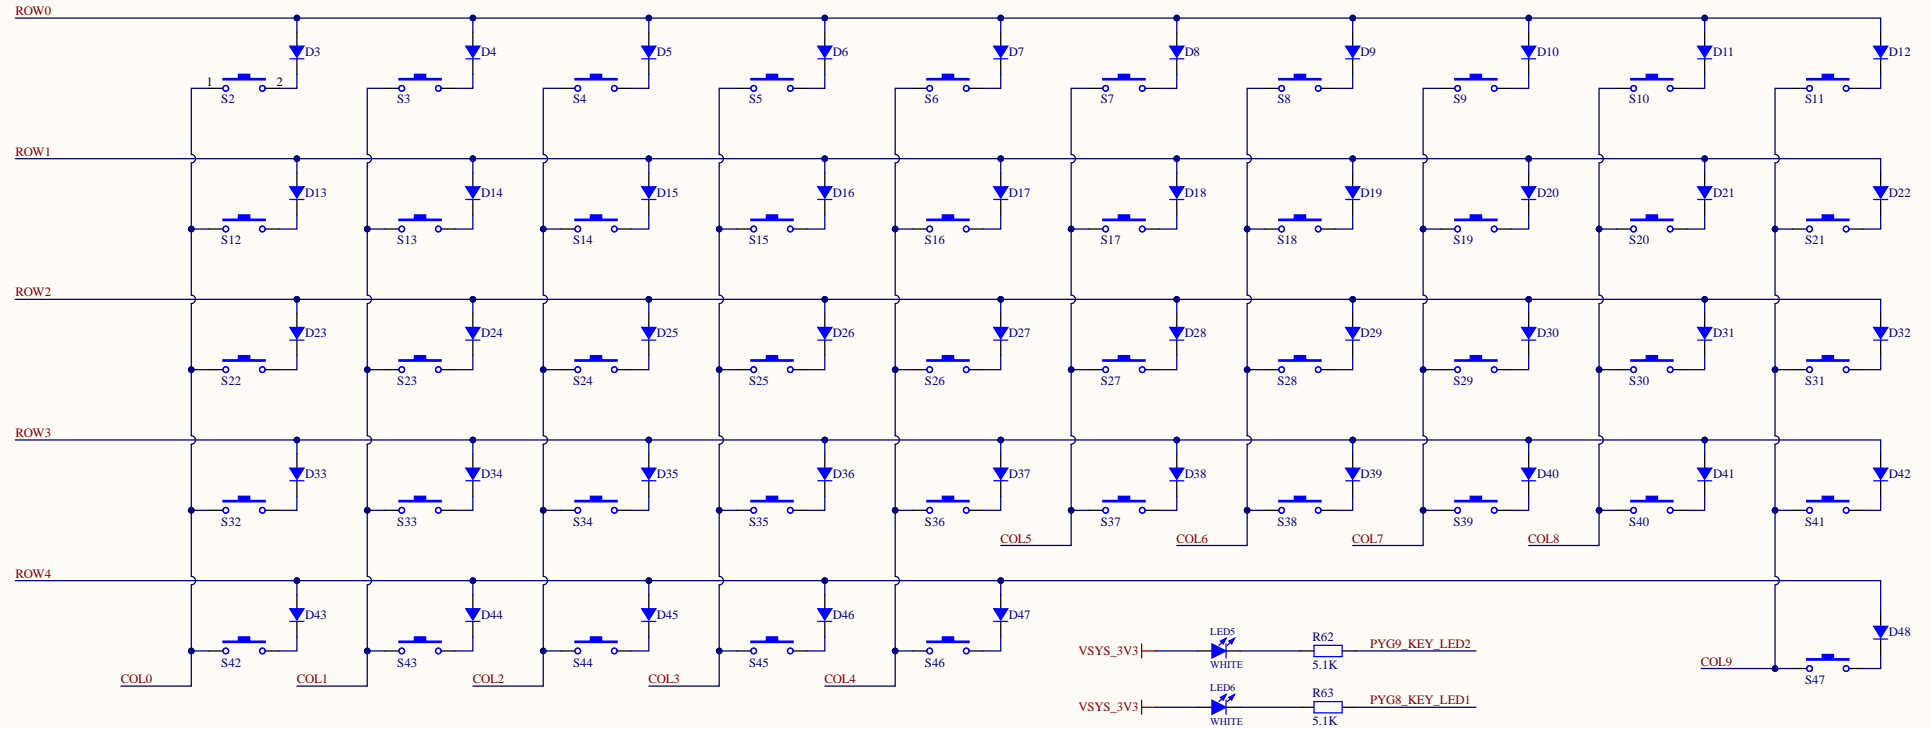 ROW0
D3 D4 D5 D6 D7 D8 D9 D10 D11 D12
1 2
S2 S3 S4 S5 S6 S7 S8 S9 S10 S11
ROW1
D13 D14 D15 D16 D17 D18 D19 D20 D21 D22
S12 S13 S14 S15 S16 S17 S18 S19 S20 S21
ROW2
D23 D24 D25 D26 D27 D28 D29 D30 D31 D32
S22 S23 S24 S25 S26 S27 S28 S29 S30 S31
ROW3
D33 D34 D35 D36 D37 D38 D39 D40 D41 D42
S32 S33 S34 S35 S36 S37 S38 S39 S40 S41
COL5 COL6 COL7 COL8
ROW4
D43 D44 D45 D46 D47 D48
S42 S43 S44 S45 S46 S47
COL0 COL1 COL2 COL3 COL4 COL9
LED5 R62
VSYS_3V3 PYG9_KEY_LED2
WHITE 5.1K
LED6 R63
VSYS_3V3 PYG8_KEY_LED1
WHITE 5.1K